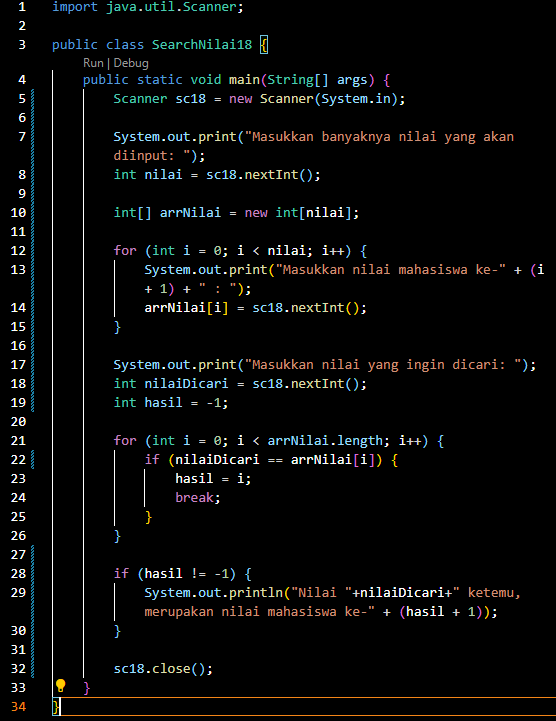 1 import java.util.Scanner;
2
3 public class SearchNilai18 {
Run | Debug
4 public static void main(String[] args) {
5 Scanner sc18 = new Scanner(System.in);
6
7 System.out.print("Masukkan banyaknya nilai yang akan
diinput: ");
8 int nilai = sc18.nextInt();
9
10 int[] arrNilai = new int[nilai];
11
12 for (int i = 0; i < nilai; i++) {
13 System.out.print("Masukkan nilai mahasiswa ke-" + (i
+ 1) + " : ");
14 arrNilai[i] = sc18.nextInt();
15 }
16
17 System.out.print("Masukkan nilai yang ingin dicari: ");
18 int nilaiDicari = sc18.nextInt();
19 int hasil = -1;
20
21 for (int i = 0; i < arrNilai.length; i++) {
22 if (nilaiDicari == arrNilai[i]) {
23 hasil = i;
24 break;
25 }
26 }
27
28 if (hasil != -1) {
29 System.out.println("Nilai "+nilaiDicari+" ketemu,
merupakan nilai mahasiswa ke-" + (hasil + 1));
30 }
31
32 sc18.close();
33 }
34 }